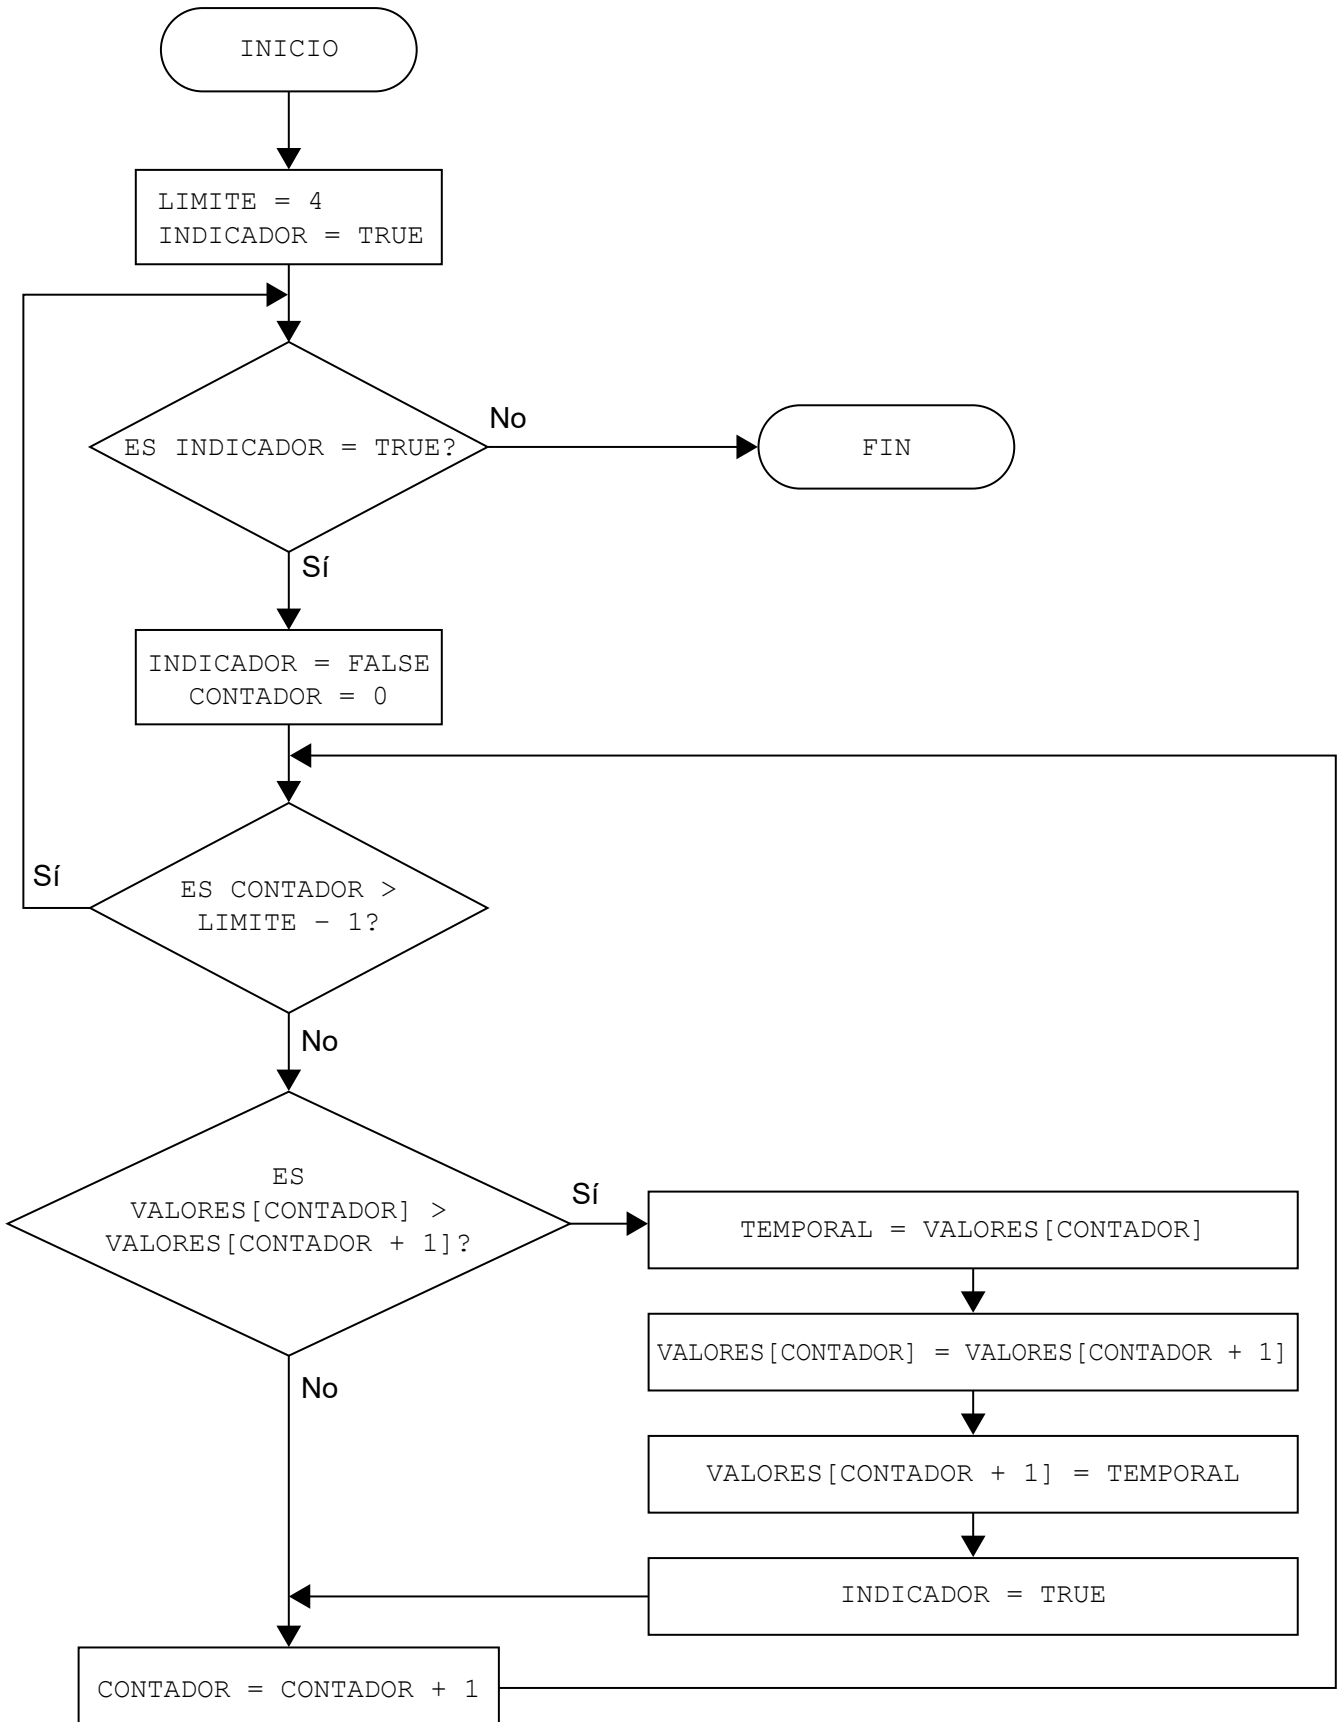 INICIO
LIMITE = 4
INDICADOR = TRUE
ES INDICADOR = TRUE?
No
FIN
Sí
INDICADOR = FALSE
CONTADOR = 0
Sí
ES CONTADOR >
LIMITE – 1?
No
ES
VALORES[CONTADOR] >
VALORES[CONTADOR + 1]?
Sí
TEMPORAL = VALORES[CONTADOR]
VALORES[CONTADOR] = VALORES[CONTADOR + 1]
No
VALORES[CONTADOR + 1] = TEMPORAL
INDICADOR = TRUE
CONTADOR = CONTADOR + 1